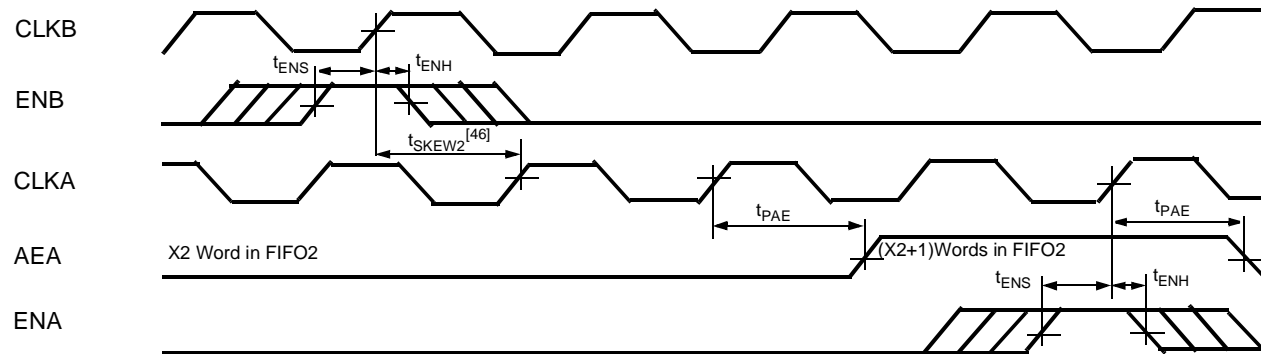 CLKB
tENS
tENH
ENB
tSKEW2[46]
CLKA
tPAE
tPAE
AEA
X2 Word in FIFO2
(X2+1)Words in FIFO2
tENS
tENH
ENA